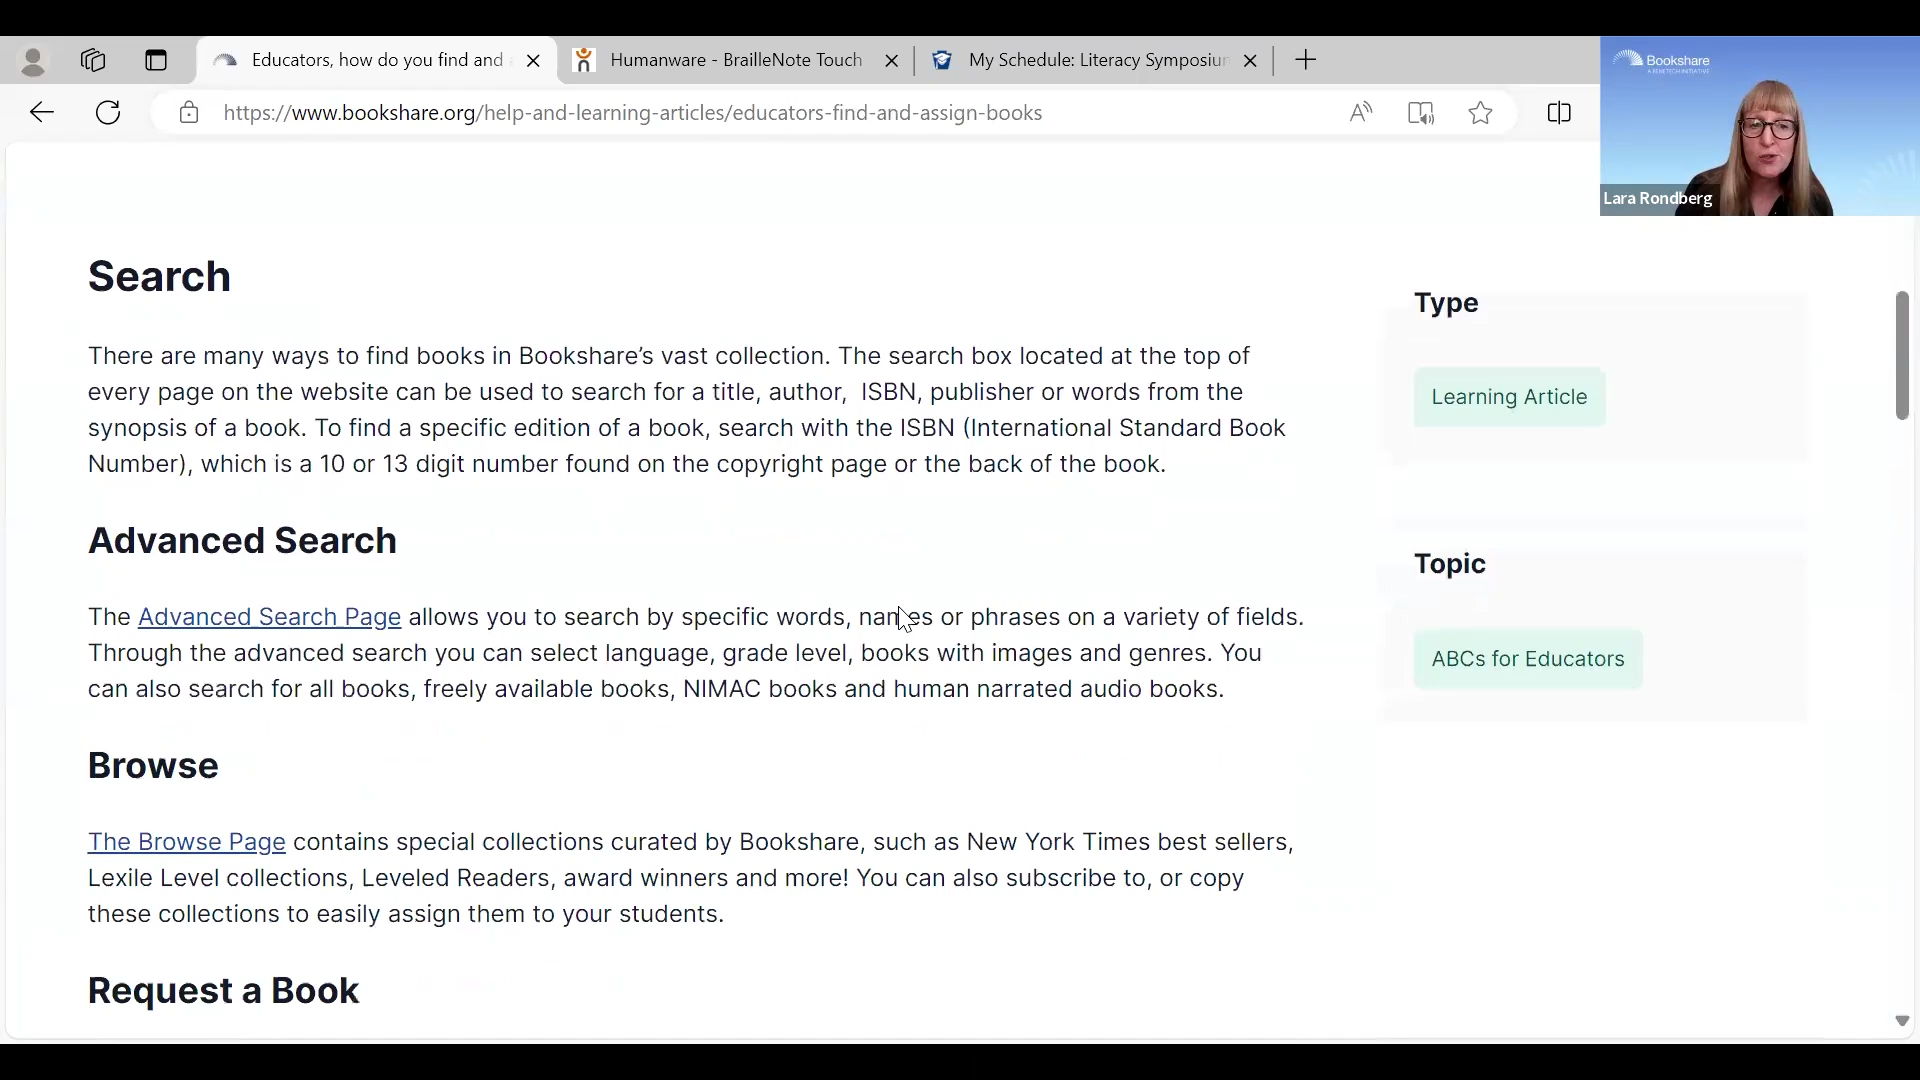 Educators, how do you find and
Humanware - BrailleNote Touch
My Schedule: Literacy Symposium
https://www.bookshare.org/help-and-learning-articles/educators-find-and-assign-books
Bookshare
A BENETECH INITIATIVE
Lara Rondberg
Search
There are many ways to find books in Bookshare’s vast collection. The search box located at the top of
every page on the website can be used to search for a title, author,  ISBN, publisher or words from the
synopsis of a book. To find a specific edition of a book, search with the ISBN (International Standard Book
Number), which is a 10 or 13 digit number found on the copyright page or the back of the book.
Advanced Search
The Advanced Search Page allows you to search by specific words, names or phrases on a variety of fields.
Through the advanced search you can select language, grade level, books with images and genres. You
can also search for all books, freely available books, NIMAC books and human narrated audio books.
Browse
The Browse Page contains special collections curated by Bookshare, such as New York Times best sellers,
Lexile Level collections, Leveled Readers, award winners and more! You can also subscribe to, or copy
these collections to easily assign them to your students.
Request a Book
Type
Learning Article
Topic
ABCs for Educators